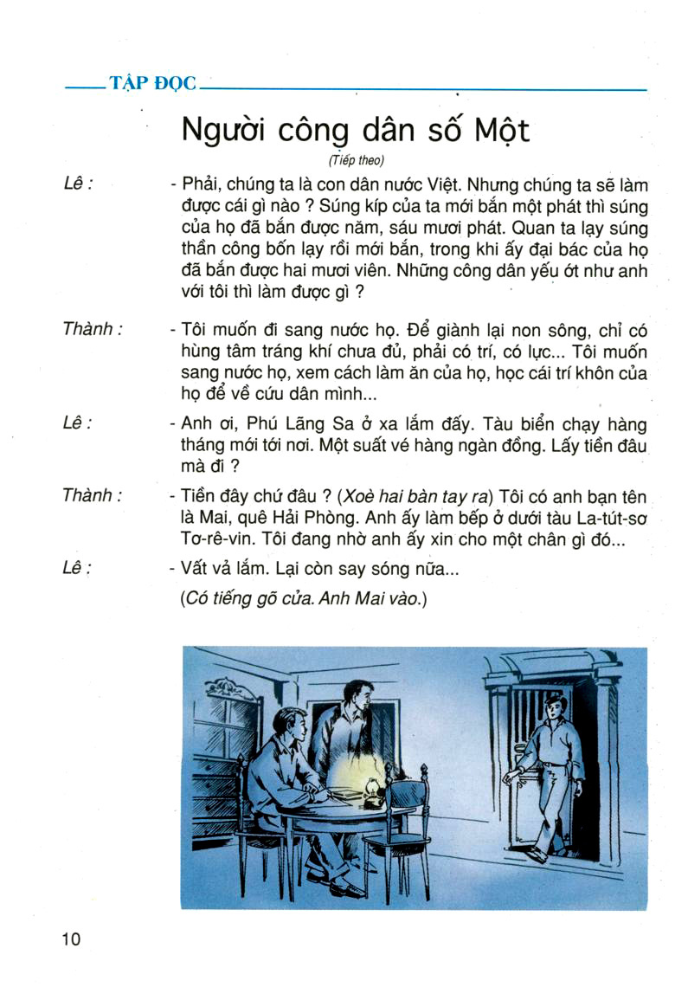 TẬP ĐỌC
Người công dân số Một
(Tiếp theo)
Lê : - Phải, chúng ta là con dân nước Việt. Nhưng chúng ta sẽ làm
được cái gì nào ? Súng kíp của ta mới bắn một phát thì súng
của họ đã bắn được năm, sáu mươi phát. Quan ta lạy súng
thần công bốn lạy rồi mới bắn, trong khi ấy đại bác của họ
đã bắn được hai mươi viên. Những công dân yếu ớt như anh
với tôi thì làm được gì ?
Thành : - Tôi muốn đi sang nước họ. Để giành lại non sông, chỉ có
hùng tâm tráng khí chưa đủ, phải có trí, có lực... Tôi muốn
sang nước họ, xem cách làm ăn của họ, học cái trí khôn của
họ để về cứu dân mình...
Lê : - Anh ơi, Phú Lãng Sa ở xa lắm đấy. Tàu biển chạy hàng
tháng mới tới nơi. Một suất vé hàng ngàn đồng. Lấy tiền đâu
mà đi ?
Thành : - Tiền đây chứ đâu ? (Xoè hai bàn tay ra) Tôi có anh bạn tên
là Mai, quê Hải Phòng. Anh ấy làm bếp ở dưới tàu La-tút-sơ
Tơ-rê-vin. Tôi đang nhờ anh ấy xin cho một chân gì đó...
Lê : - Vất vả lắm. Lại còn say sóng nữa...
(Có tiếng gõ cửa. Anh Mai vào.)
10